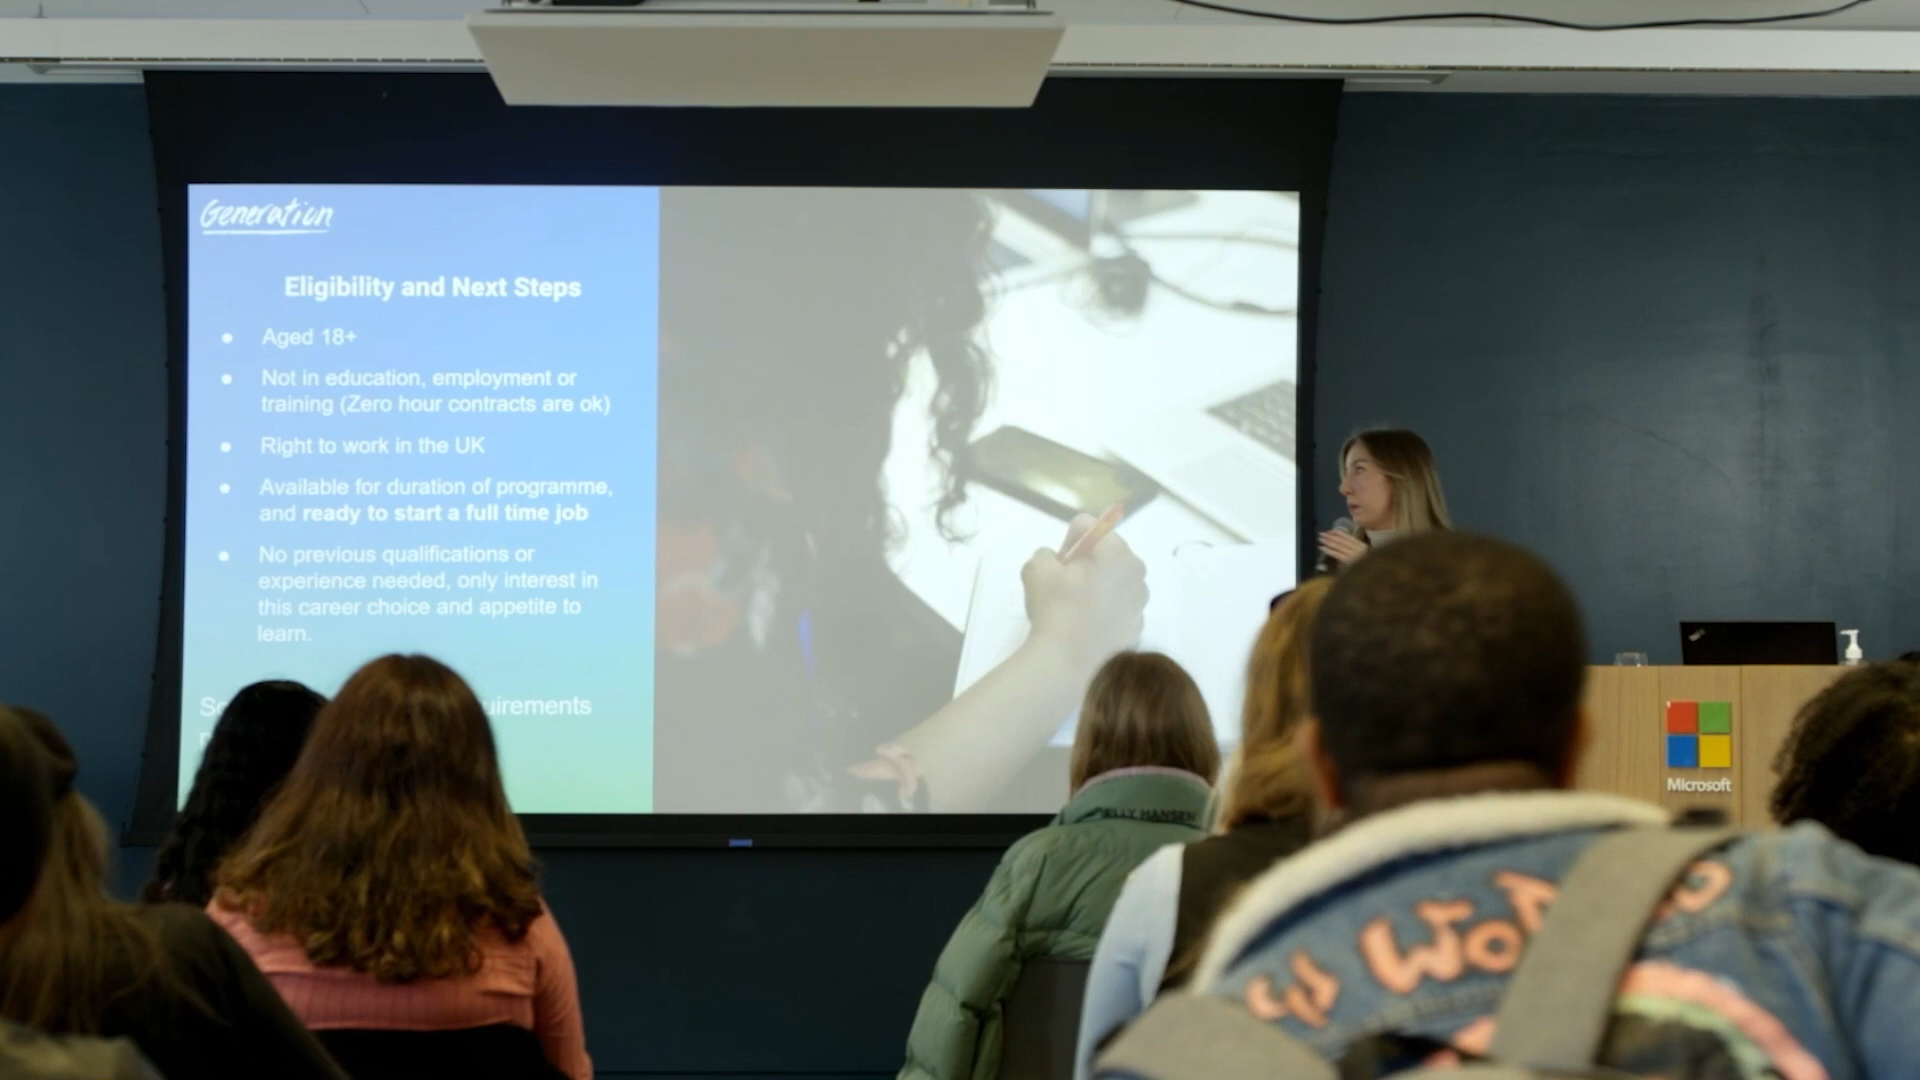 Generation
Eligibility and Next Steps
● Aged 18+
● Not in education, employment or
training (Zero hour contracts are ok)
● Right to work in the UK
● Available for duration of programme,
and ready to start a full time job
● No previous qualifications or
experience needed, only interest in
this career choice and appetite to
learn.
Microsoft
HANSEN